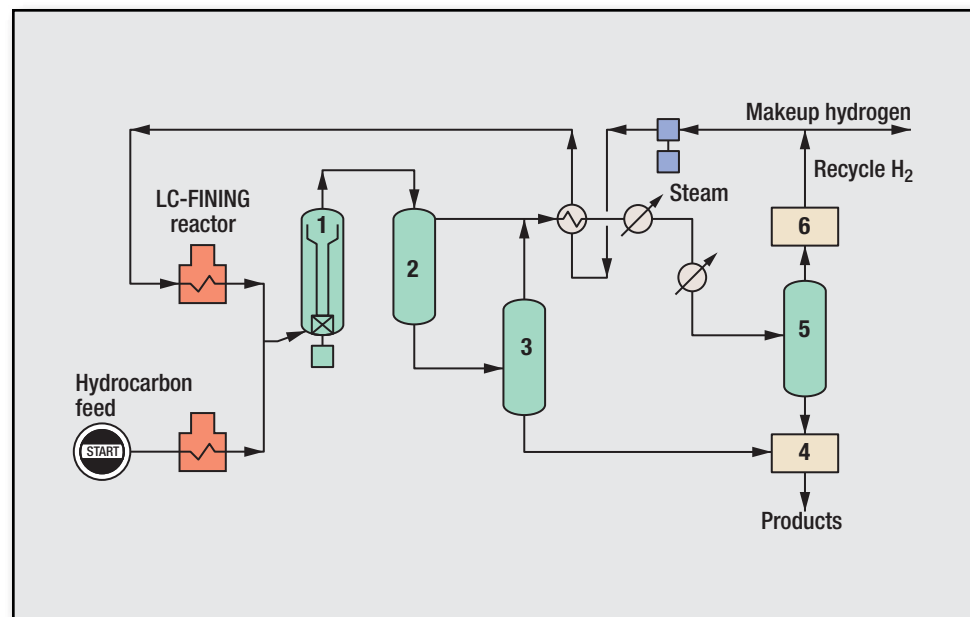 Makeup hydrogen
Recycle H₂
Steam
LC-FINING
reactor
1
2
3
6
5
4
Hydrocarbon
feed
START
Products